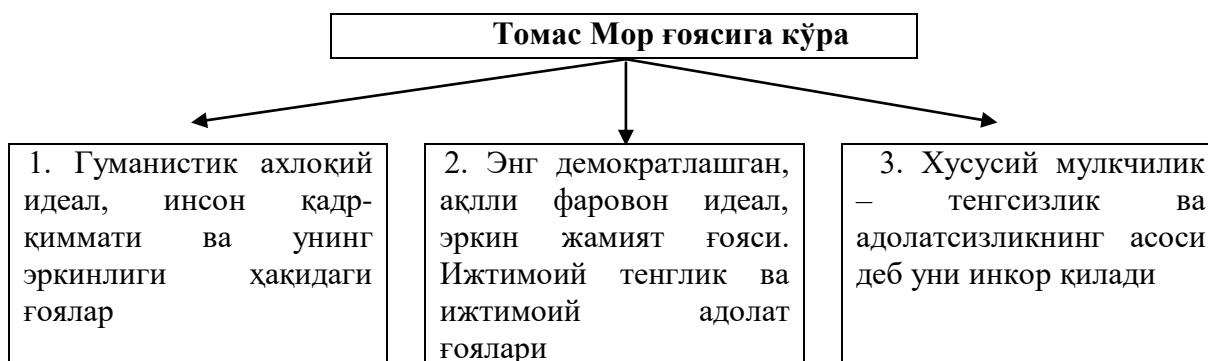 Томас Мор ғоясига кўра
1. Гуманистик ахлоқий
идеал, инсон қадр-
қиммати ва унинг
эркинлиги ҳақидаги
ғоялар
2. Энг демократлашган,
ақлли фаровон идеал,
эркин жамият ғояси.
Ижтимоий тенглик ва
ижтимоий адолат
ғоялари
3. Хусусий мулкчилик
– тенгсизлик ва
адолатсизликнинг асоси
деб уни инкор қилади